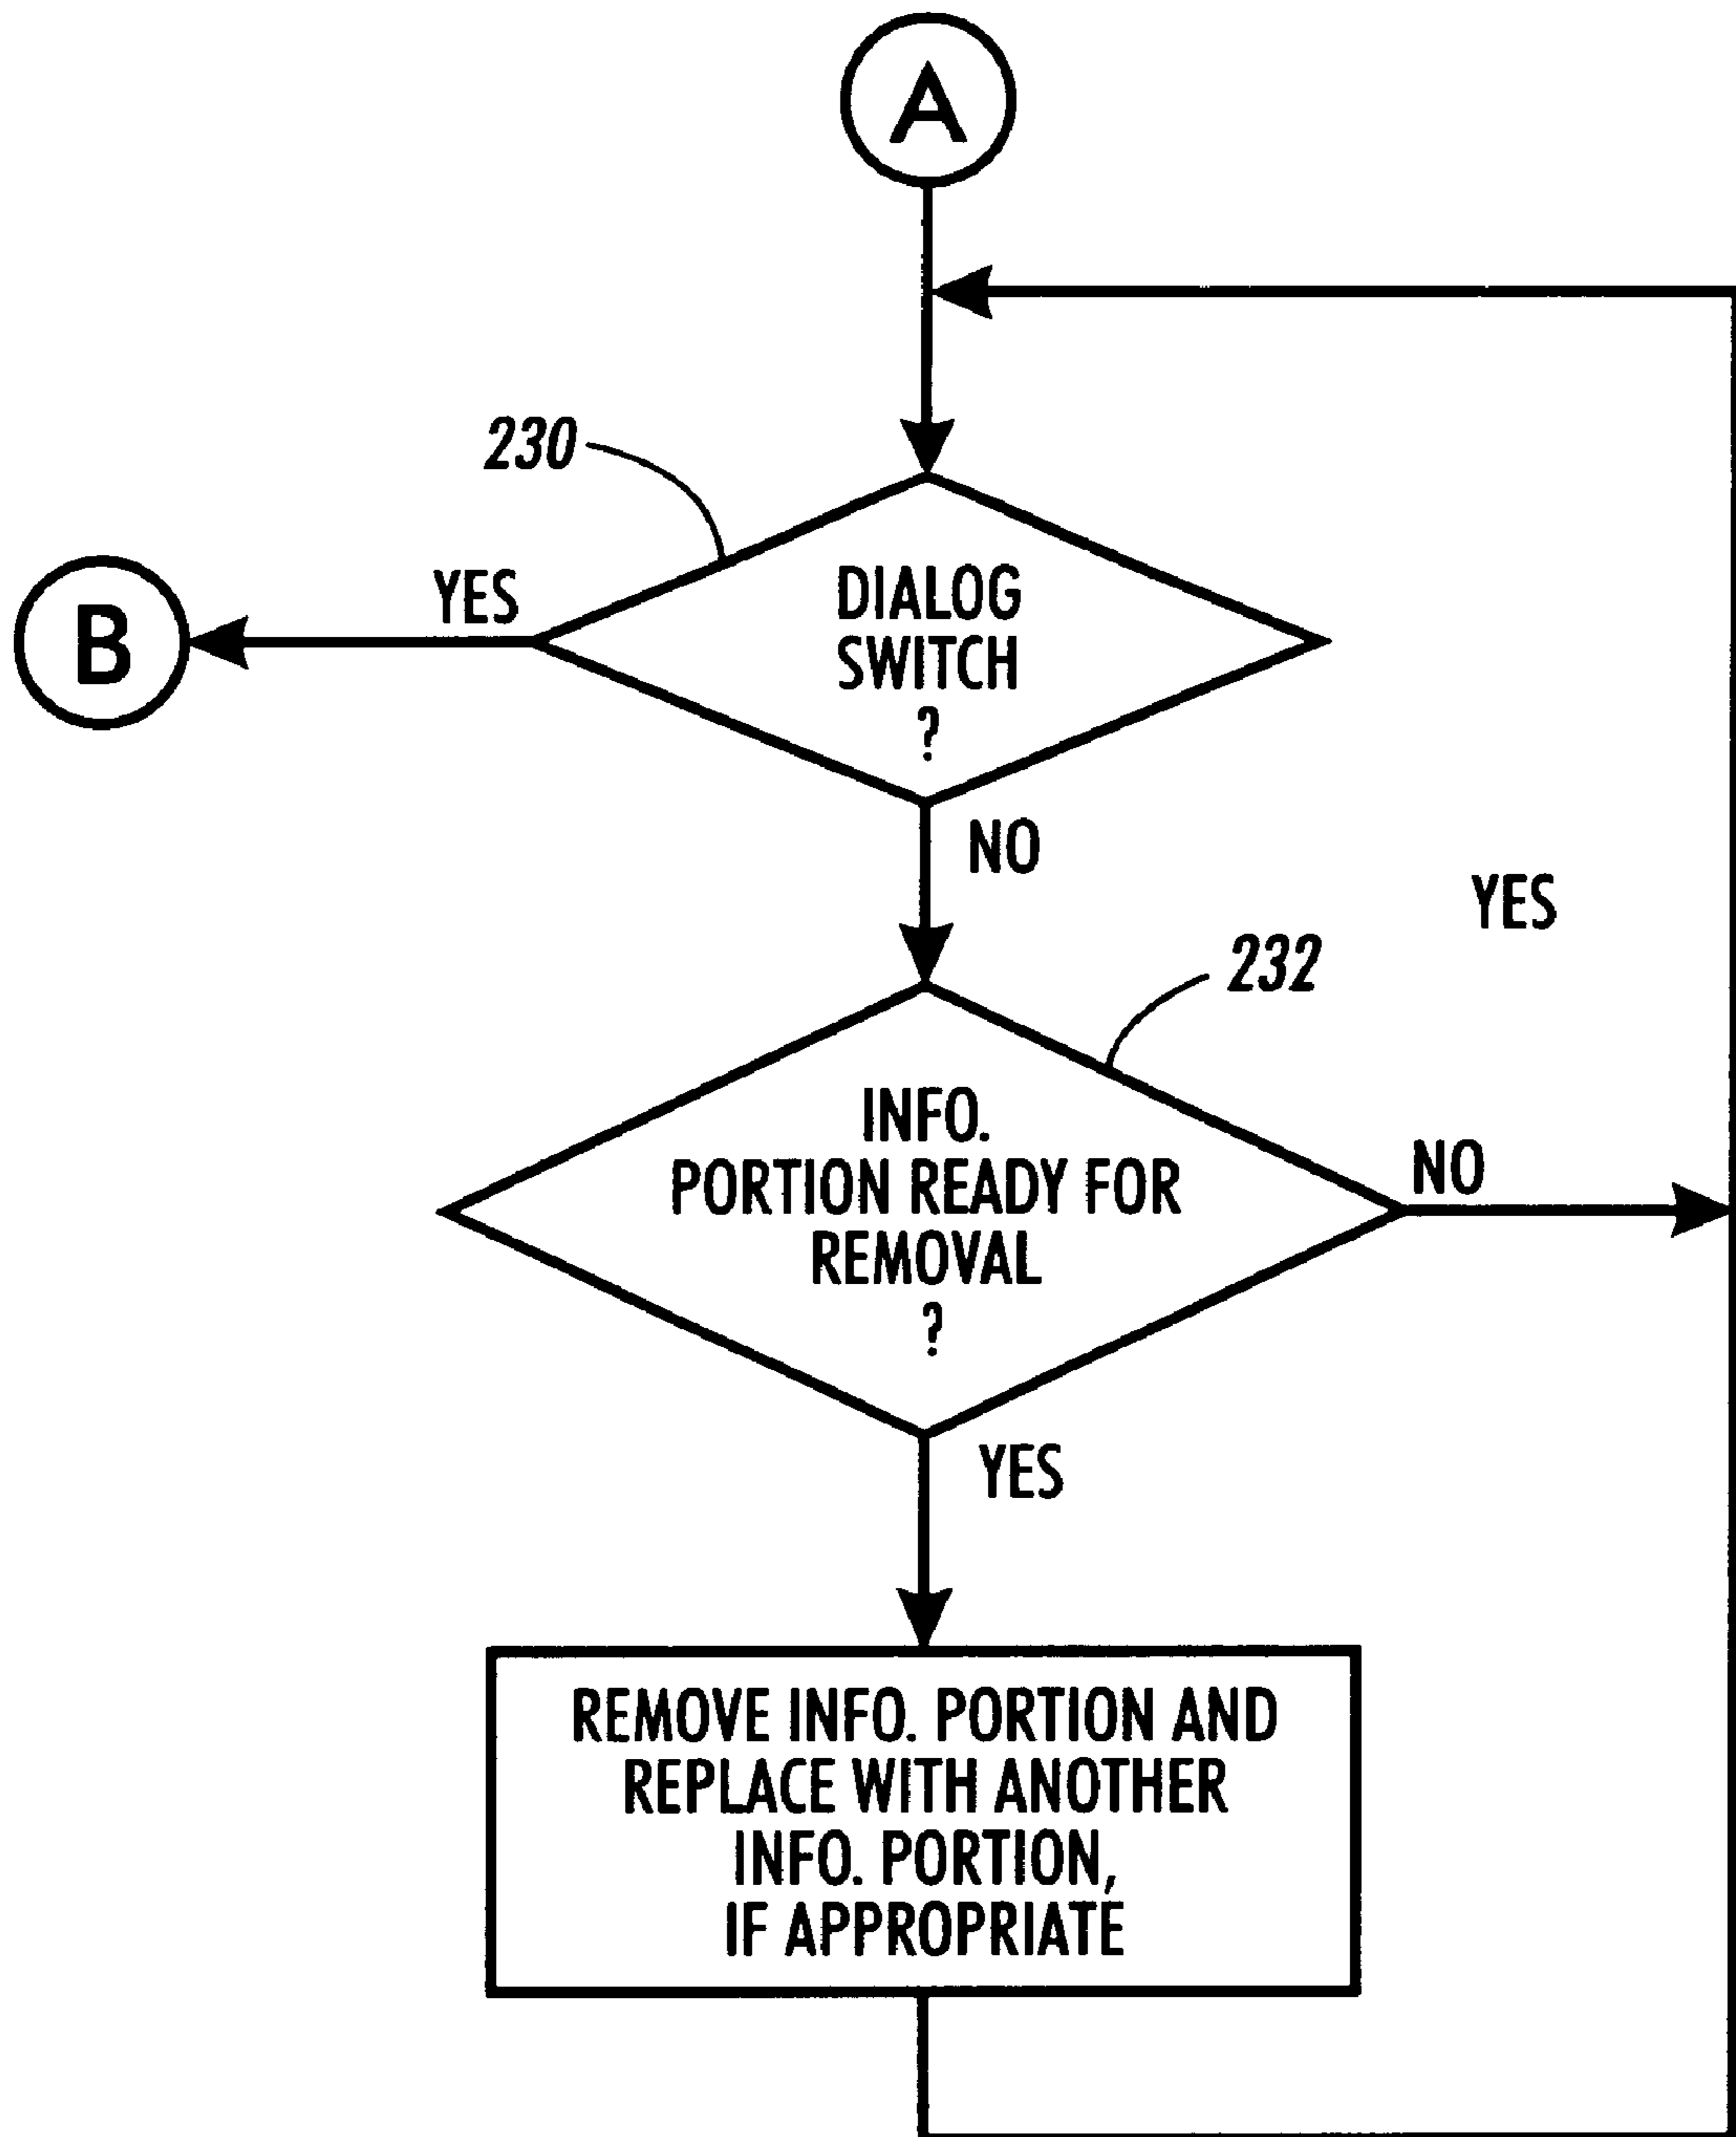 A
230
YES
B
DIALOG
SWITCH
?
NO
YES
232
INFO.
PORTION READY FOR
REMOVAL
?
NO
YES
REMOVE INFO. PORTION AND
REPLACE WITH ANOTHER
INFO. PORTION,
IF APPROPRIATE